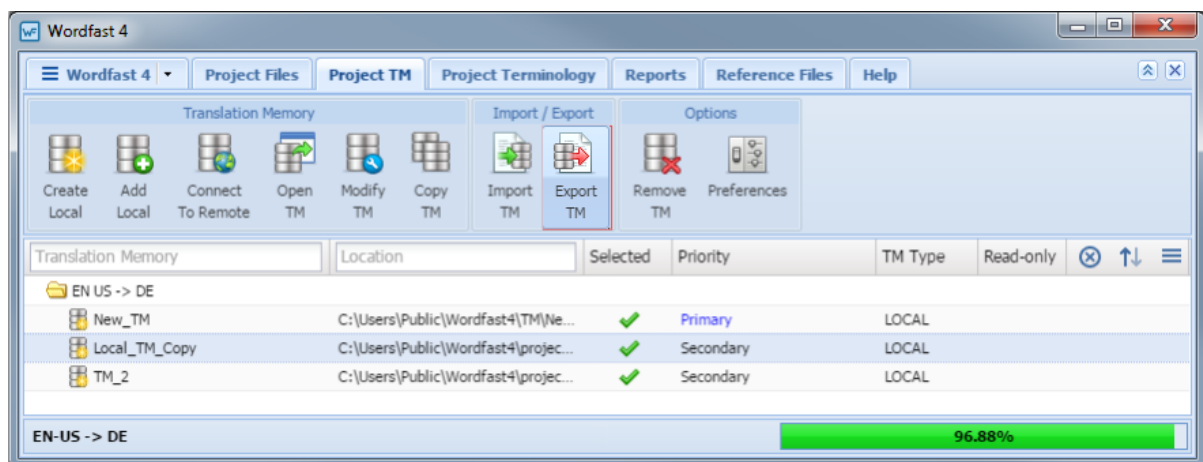 WF Wordfast 4
Wordfast 4 Project Files Project TM Project Terminology Reports Reference Files Help
Translation Memory Import / Export Options
Create Local
Add Local
Connect To Remote
Open TM
Modify TM
Copy TM
Import TM
Export TM
Remove TM
Preferences
Translation Memory Location Selected Priority TM Type Read-only
EN US -> DE
New_TM C:\Users\Public\Wordfast4\TM\Ne... Primary LOCAL
Local_TM_Copy C:\Users\Public\Wordfast4\projec... Secondary LOCAL
TM_2 C:\Users\Public\Wordfast4\projec... Secondary LOCAL
EN-US -> DE 96.88%